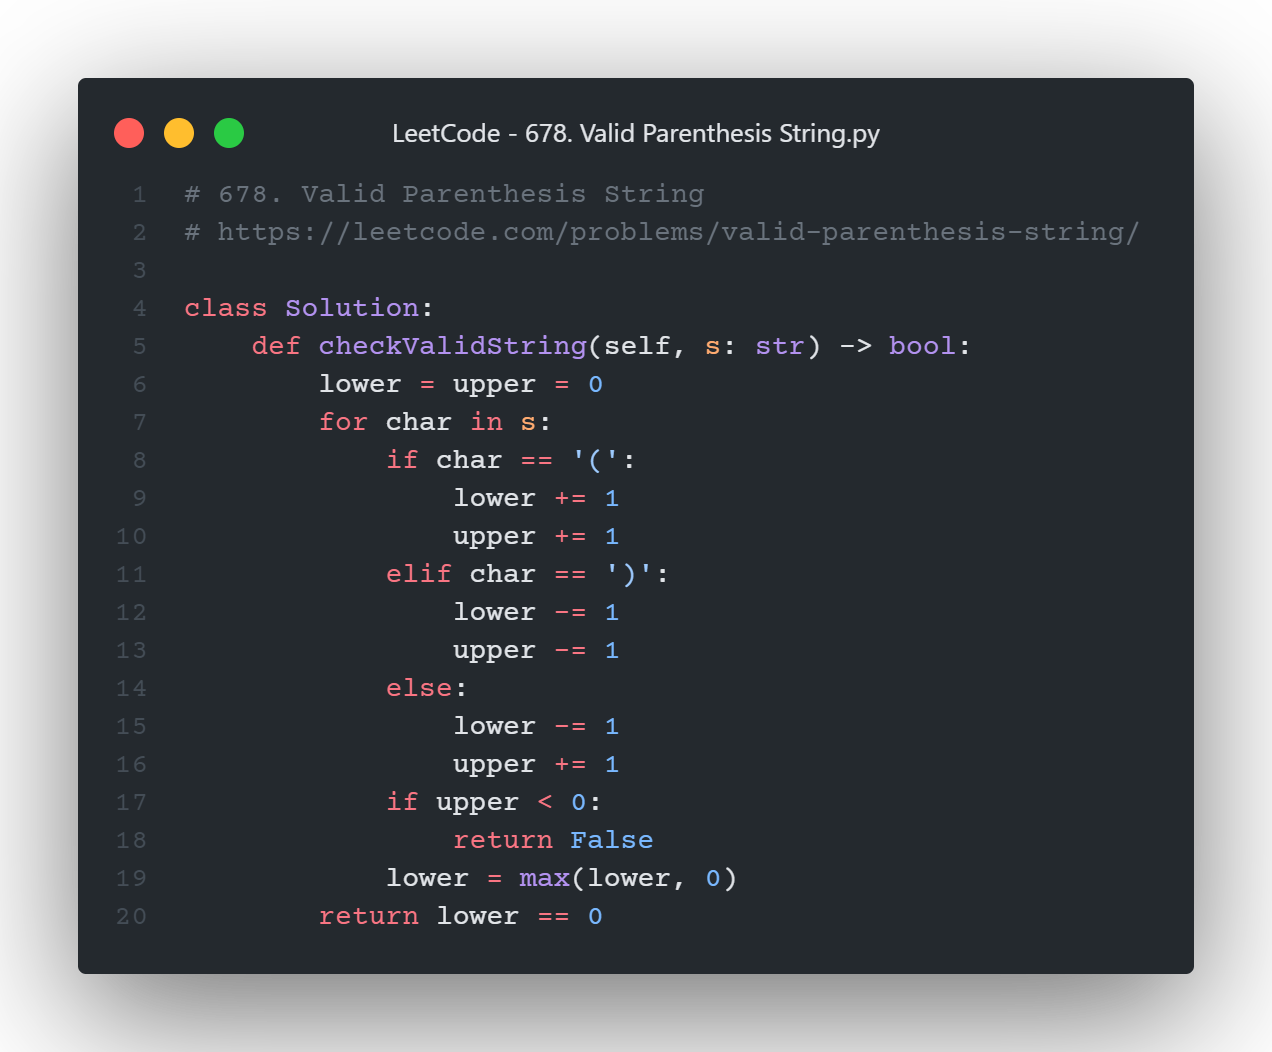 LeetCode - 678. Valid Parenthesis String.py
1 # 678. Valid Parenthesis String
2 # https://leetcode.com/problems/valid-parenthesis-string/
3
4 class Solution:
5     def checkValidString(self, s: str) -> bool:
6         lower = upper = 0
7         for char in s:
8             if char == '(':
9                 lower += 1
10                 upper += 1
11             elif char == ')':
12                 lower -= 1
13                 upper -= 1
14             else:
15                 lower -= 1
16                 upper += 1
17             if upper < 0:
18                 return False
19             lower = max(lower, 0)
20         return lower == 0